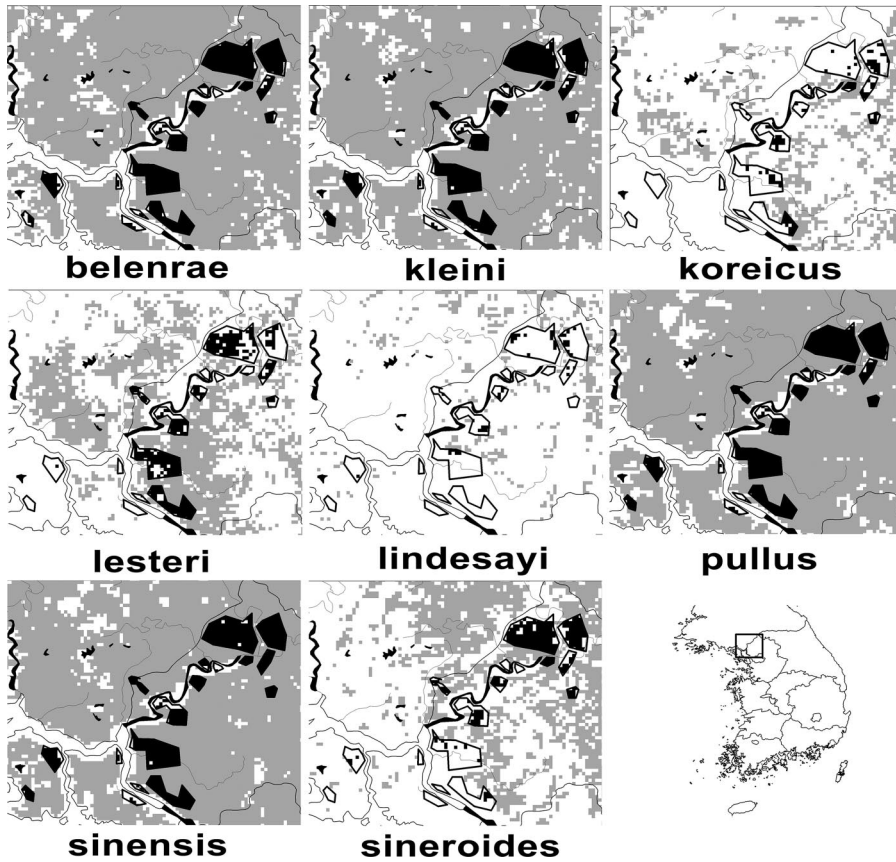 belenrae
kleini
koreicus
lesteri
lindesayi
pullus
sinensis
sineroides